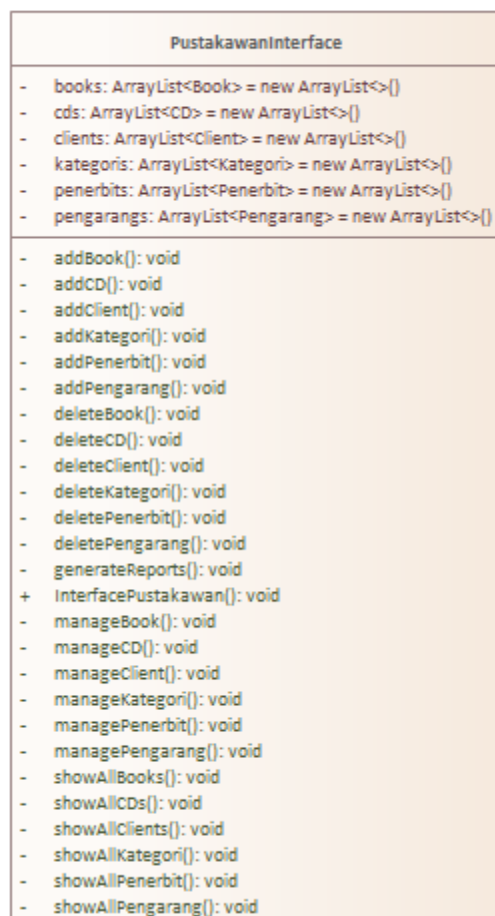 PustakawanInterface
- books: ArrayList<Book> = new ArrayList<>()
- cds: ArrayList<CD> = new ArrayList<>()
- clients: ArrayList<Client> = new ArrayList<>()
- kategoris: ArrayList<Kategori> = new ArrayList<>()
- penerbits: ArrayList<Penerbit> = new ArrayList<>()
- pengarangs: ArrayList<Pengarang> = new ArrayList<>()
- addBook(): void
- addCD(): void
- addClient(): void
- addKategori(): void
- addPenerbit(): void
- addPengarang(): void
- deleteBook(): void
- deleteCD(): void
- deleteClient(): void
- deleteKategori(): void
- deletePenerbit(): void
- deletePengarang(): void
- generateReports(): void
+ InterfacePustakawan(): void
- manageBook(): void
- manageCD(): void
- manageClient(): void
- manageKategori(): void
- managePenerbit(): void
- managePengarang(): void
- showAllBooks(): void
- showAllCDs(): void
- showAllClients(): void
- showAllKategori(): void
- showAllPenerbit(): void
- showAllPengarang(): void